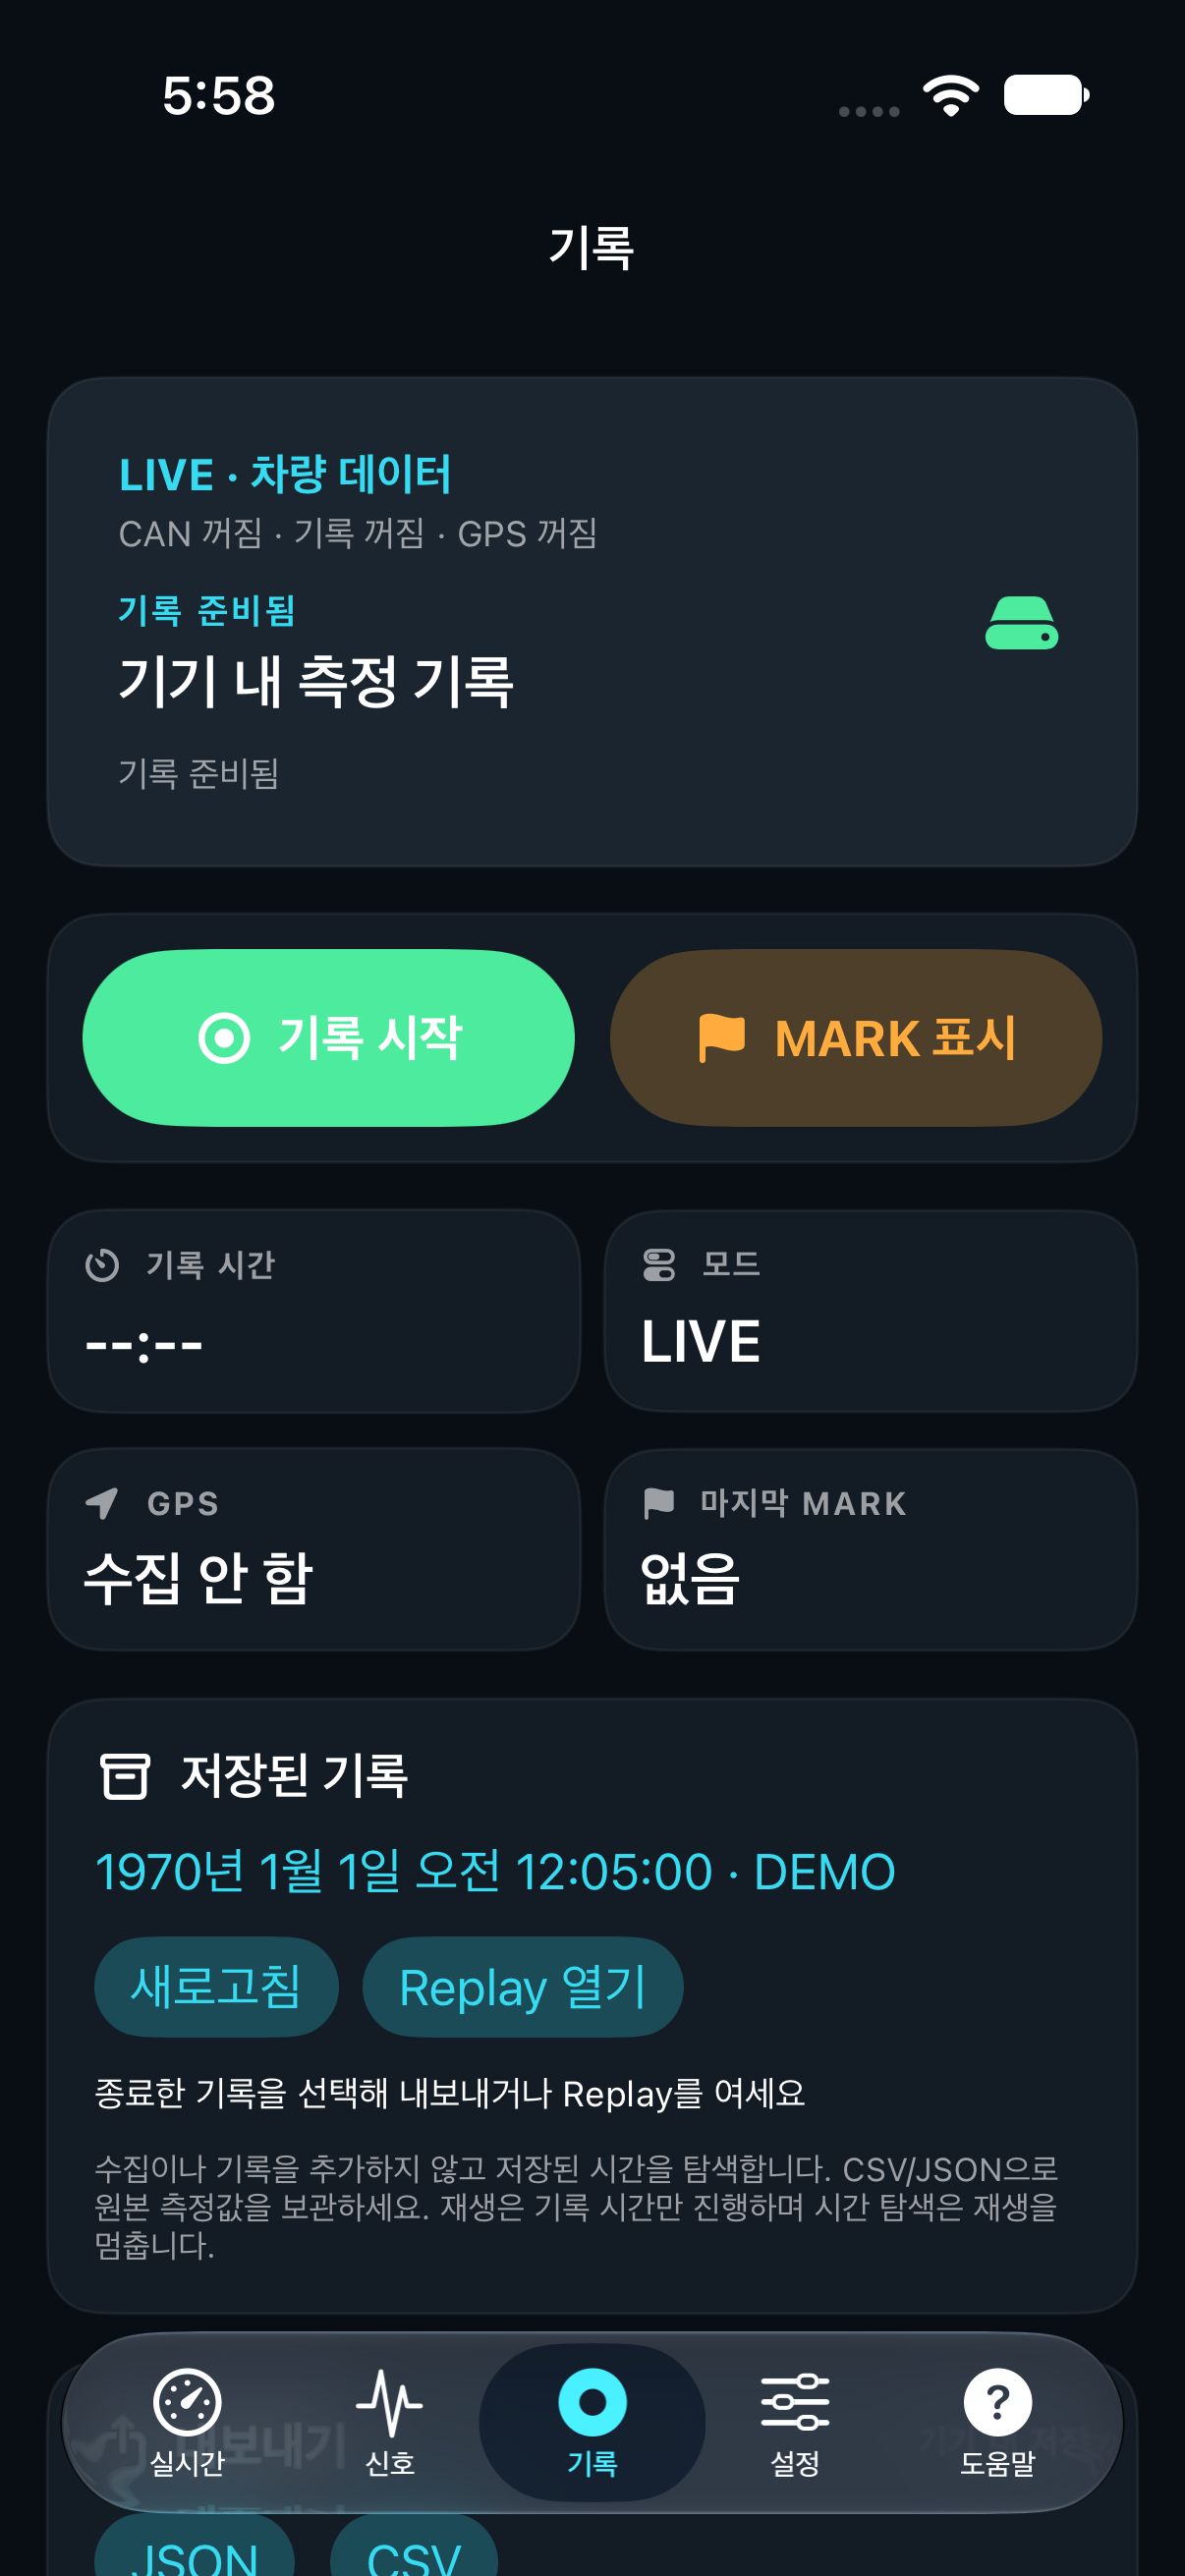 5:58
기록
LIVE · 차량 데이터
CAN 꺼짐 · 기록 꺼짐 · GPS 꺼짐
기록 준비됨
기기 내 측정 기록
기록 준비됨
기록 시작
MARK 표시
기록 시간
모드
--:--
LIVE
GPS
마지막 MARK
수집 안 함
없음
저장된 기록
1970년 1월 1일 오전 12:05:00 · DEMO
새로고침
Replay 열기
종료한 기록을 선택해 내보내거나 Replay를 여세요
수집이나 기록을 추가하지 않고 저장된 시간을 탐색합니다. CSV/JSON으로
원본 측정값을 보관하세요. 재생은 기록 시간만 진행하며 시간 탐색은 재생을
멈춥니다.
내보내기
실시간
신호
기록
설정
도움말
JSON
CSV